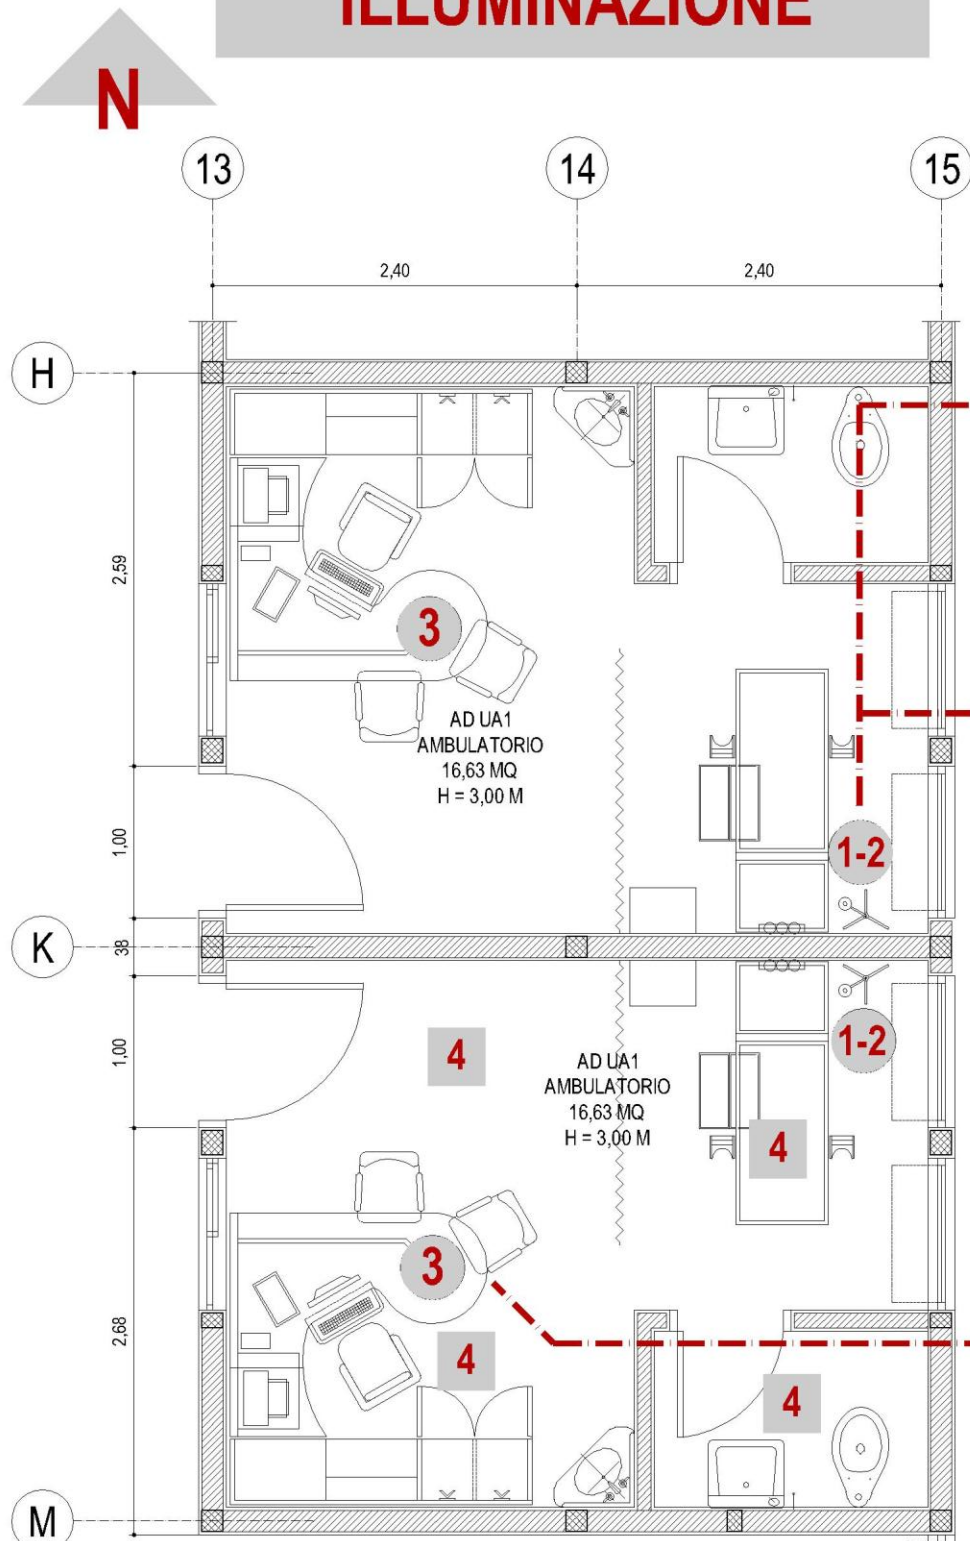 ILLUMINAZIONE
N
13
14
15
2,40
2,40
H
2,59
3
AD UA1
AMBULATORIO
16,63 MQ
H = 3,00 M
1,00
1-2
K
38
1,00
4
1-2
AD UA1
AMBULATORIO
16,63 MQ
H = 3,00 M
4
3
2,68
4
4
M